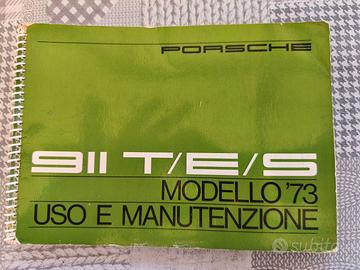 PORSCHE
911 T/E/S
MODELLO '73
USO E MANUTENZIONE
subito